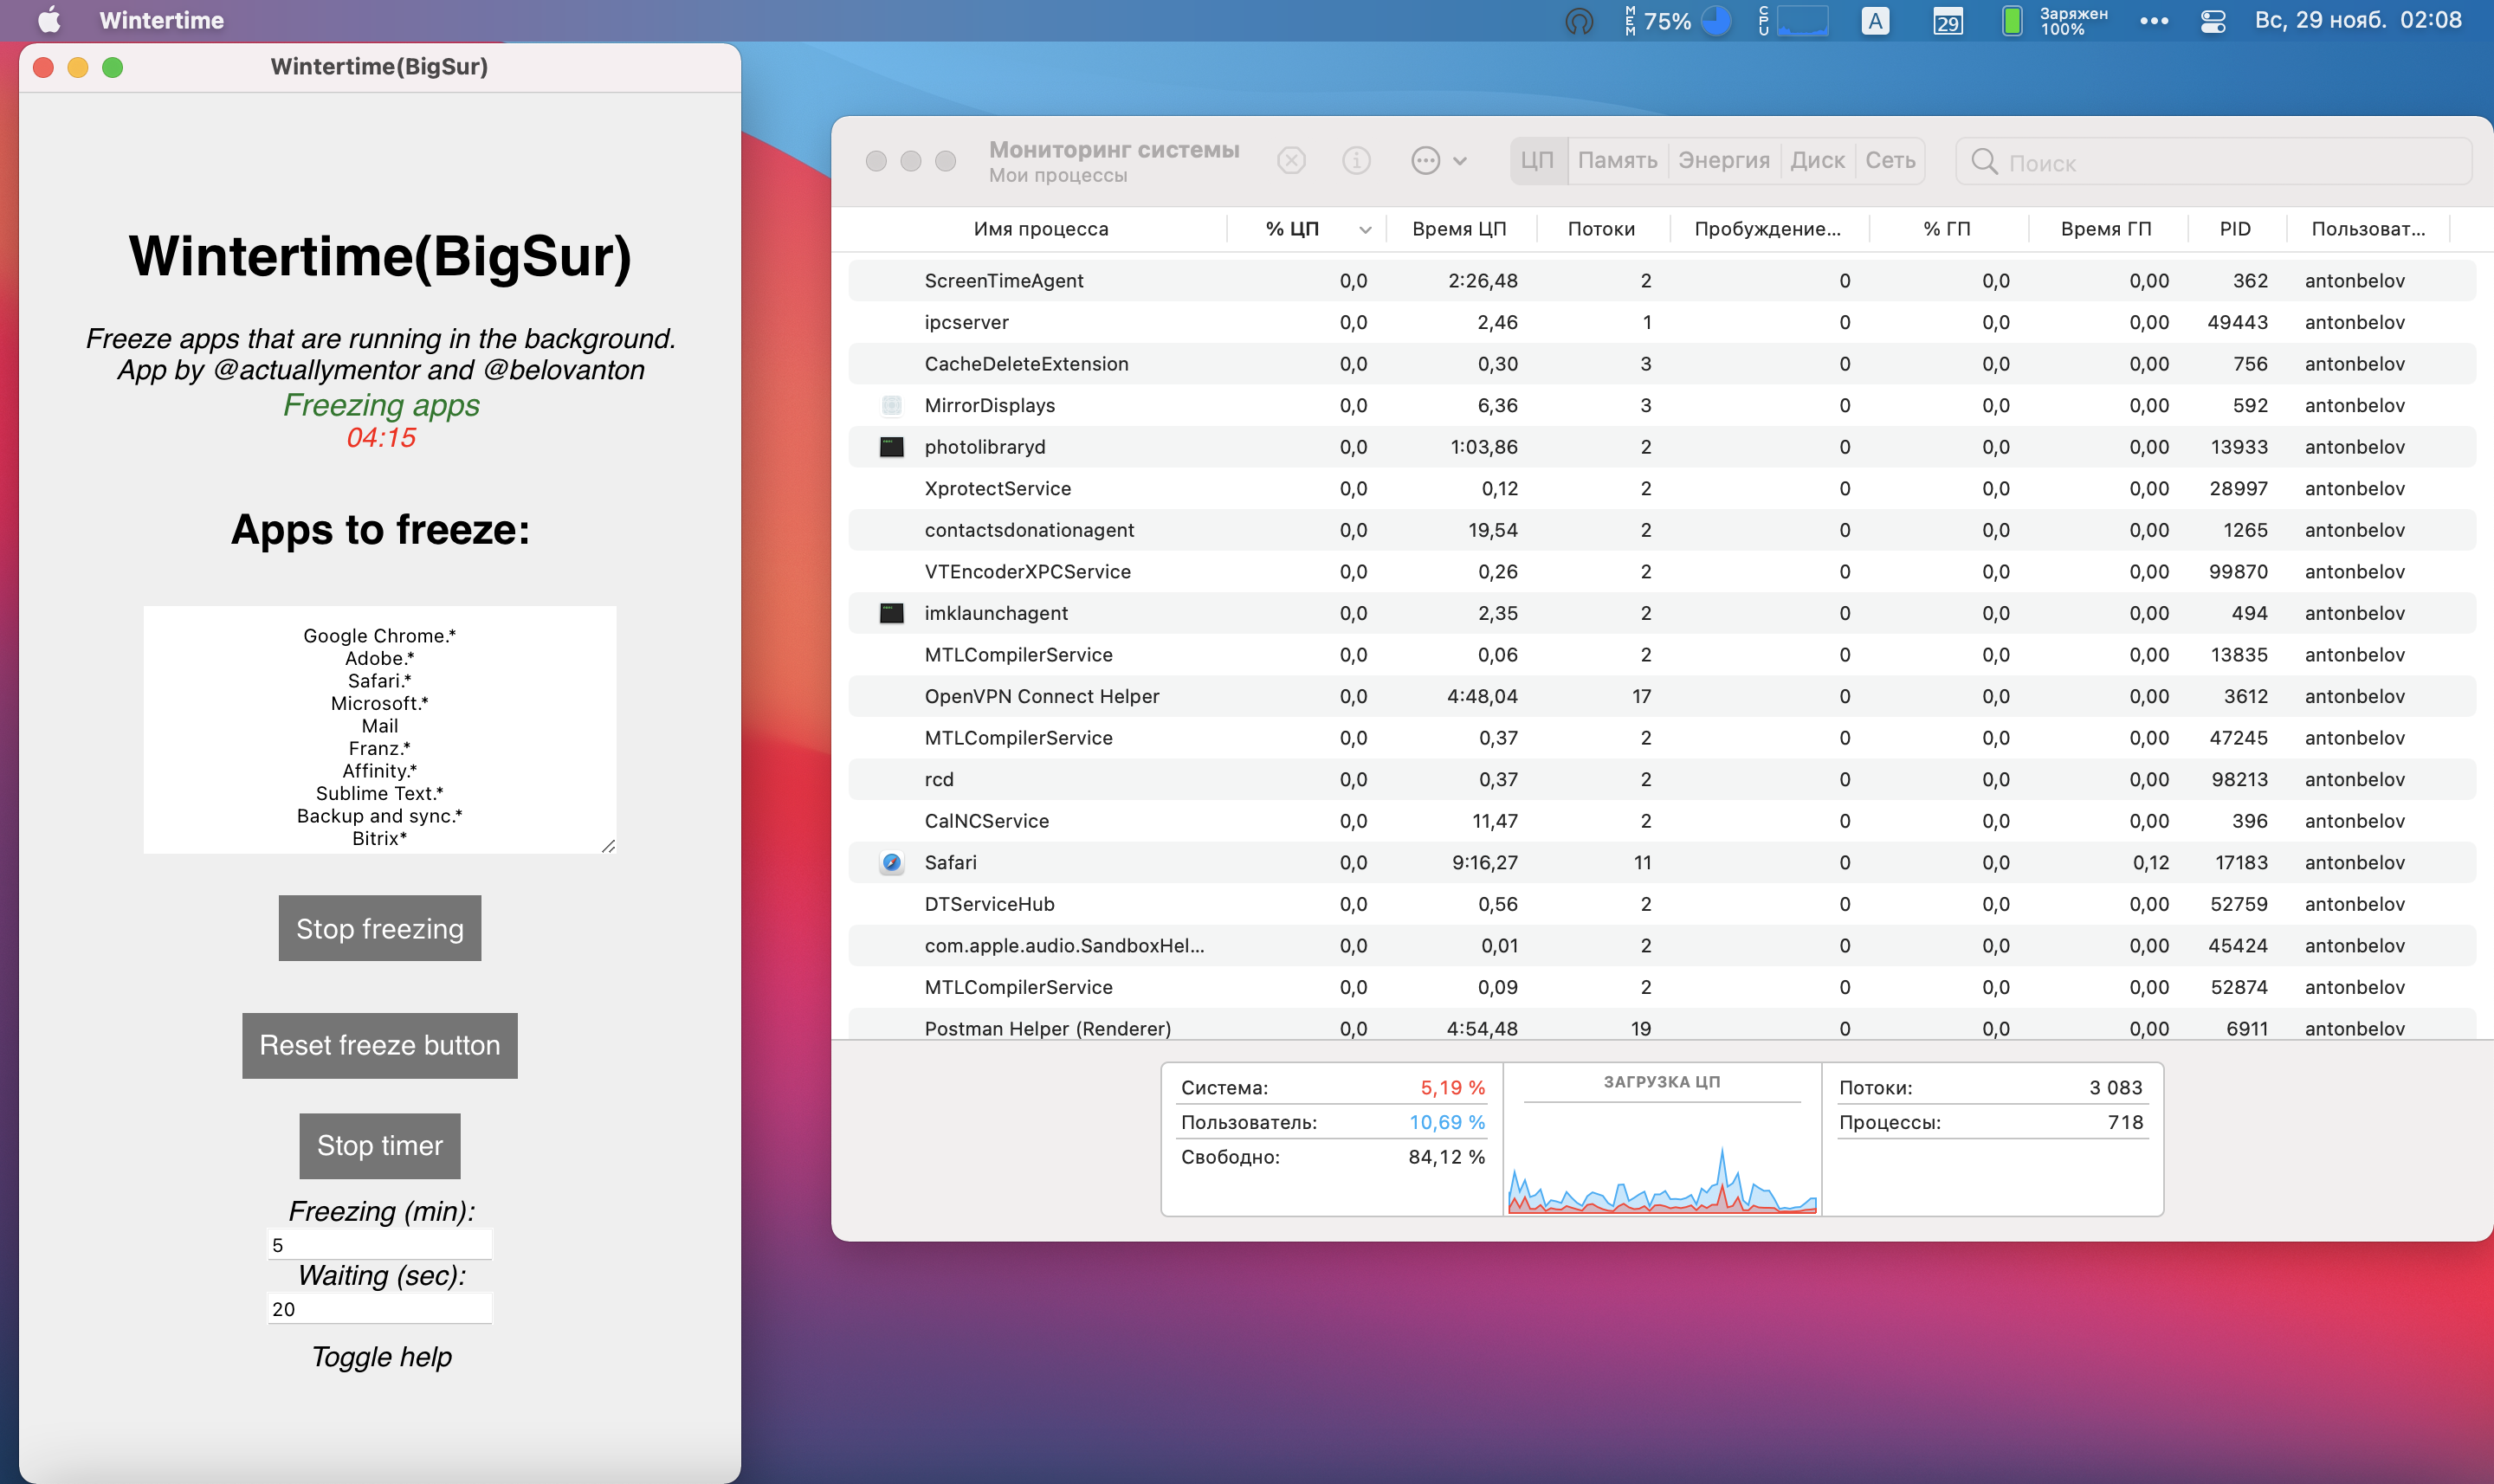 Wintertime
MEM 75%
CPU
A
29
Заряжен
100%
Вс, 29 нояб. 02:08
Wintertime(BigSur)
Wintertime(BigSur)
Freeze apps that are running in the background.
App by @actuallymentor and @belovanton
Freezing apps
04:15
Apps to freeze:
Google Chrome.*
Adobe.*
Safari.*
Microsoft.*
Mail
Franz.*
Affinity.*
Sublime Text.*
Backup and sync.*
Bitrix*
Stop freezing
Reset freeze button
Stop timer
Freezing (min):
5
Waiting (sec):
20
Toggle help
Мониторинг системы
Мои процессы
ЦП Память Энергия Диск Сеть
Поиск
Имя процесса % ЦП Время ЦП Потоки Пробуждение... % ГП Время ГП PID Пользоват...
ScreenTimeAgent 0,0 2:26,48 2 0 0,0 0,00 362 antonbelov
ipcserver 0,0 2,46 1 0 0,0 0,00 49443 antonbelov
CacheDeleteExtension 0,0 0,30 3 0 0,0 0,00 756 antonbelov
MirrorDisplays 0,0 6,36 3 0 0,0 0,00 592 antonbelov
photolibraryd 0,0 1:03,86 2 0 0,0 0,00 13933 antonbelov
XprotectService 0,0 0,12 2 0 0,0 0,00 28997 antonbelov
contactsdonationagent 0,0 19,54 2 0 0,0 0,00 1265 antonbelov
VTEncoderXPCService 0,0 0,26 2 0 0,0 0,00 99870 antonbelov
imklaunchagent 0,0 2,35 2 0 0,0 0,00 494 antonbelov
MTLCompilerService 0,0 0,06 2 0 0,0 0,00 13835 antonbelov
OpenVPN Connect Helper 0,0 4:48,04 17 0 0,0 0,00 3612 antonbelov
MTLCompilerService 0,0 0,37 2 0 0,0 0,00 47245 antonbelov
rcd 0,0 0,37 2 0 0,0 0,00 98213 antonbelov
CalNCService 0,0 11,47 2 0 0,0 0,00 396 antonbelov
Safari 0,0 9:16,27 11 0 0,0 0,12 17183 antonbelov
DTServiceHub 0,0 0,56 2 0 0,0 0,00 52759 antonbelov
com.apple.audio.SandboxHel... 0,0 0,01 2 0 0,0 0,00 45424 antonbelov
MTLCompilerService 0,0 0,09 2 0 0,0 0,00 52874 antonbelov
Postman Helper (Renderer) 0,0 4:54,48 19 0 0,0 0,00 6911 antonbelov
Система: 5,19 %
Пользователь: 10,69 %
Свободно: 84,12 %
ЗАГРУЗКА ЦП
Потоки: 3 083
Процессы: 718